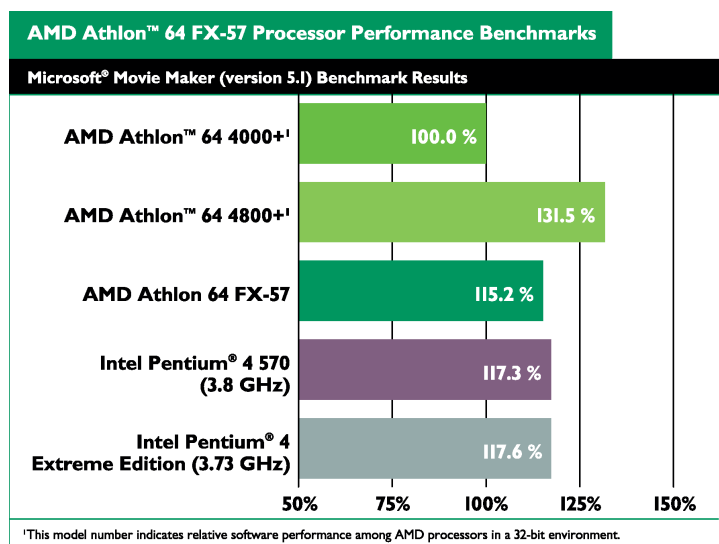 AMD Athlon™ 64 FX-57 Processor Performance Benchmarks
Microsoft® Movie Maker (version 5.1) Benchmark Results
AMD Athlon™ 64 4000+¹
100.0 %
AMD Athlon™ 64 4800+¹
131.5 %
AMD Athlon 64 FX-57
115.2 %
Intel Pentium® 4 570
(3.8 GHz)
117.3 %
Intel Pentium® 4
Extreme Edition (3.73 GHz)
117.6 %
50% 75% 100% 125% 150%
¹This model number indicates relative software performance among AMD processors in a 32-bit environment.